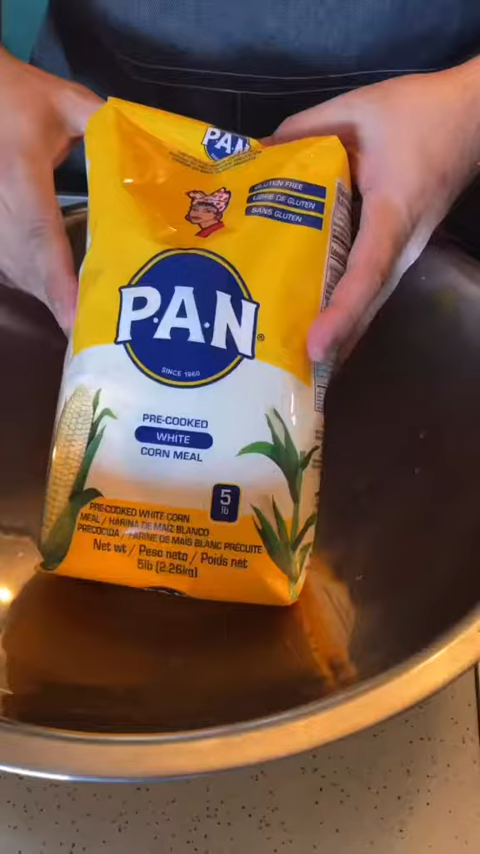 P.A.N
GLUTEN FREE
LIBRE DE GLUTEN
SANS GLUTEN
P.A.N®
SINCE 1960
PRE-COOKED
WHITE
CORN MEAL
5
lb
PRE-COOKED WHITE CORN
MEAL / HARINA DE MAÍZ BLANCO
PRECOCIDA / FARINE DE MAÏS BLANC PRÉCUITE
Net wt / Peso neto / Poids net
5lb (2.26kg)